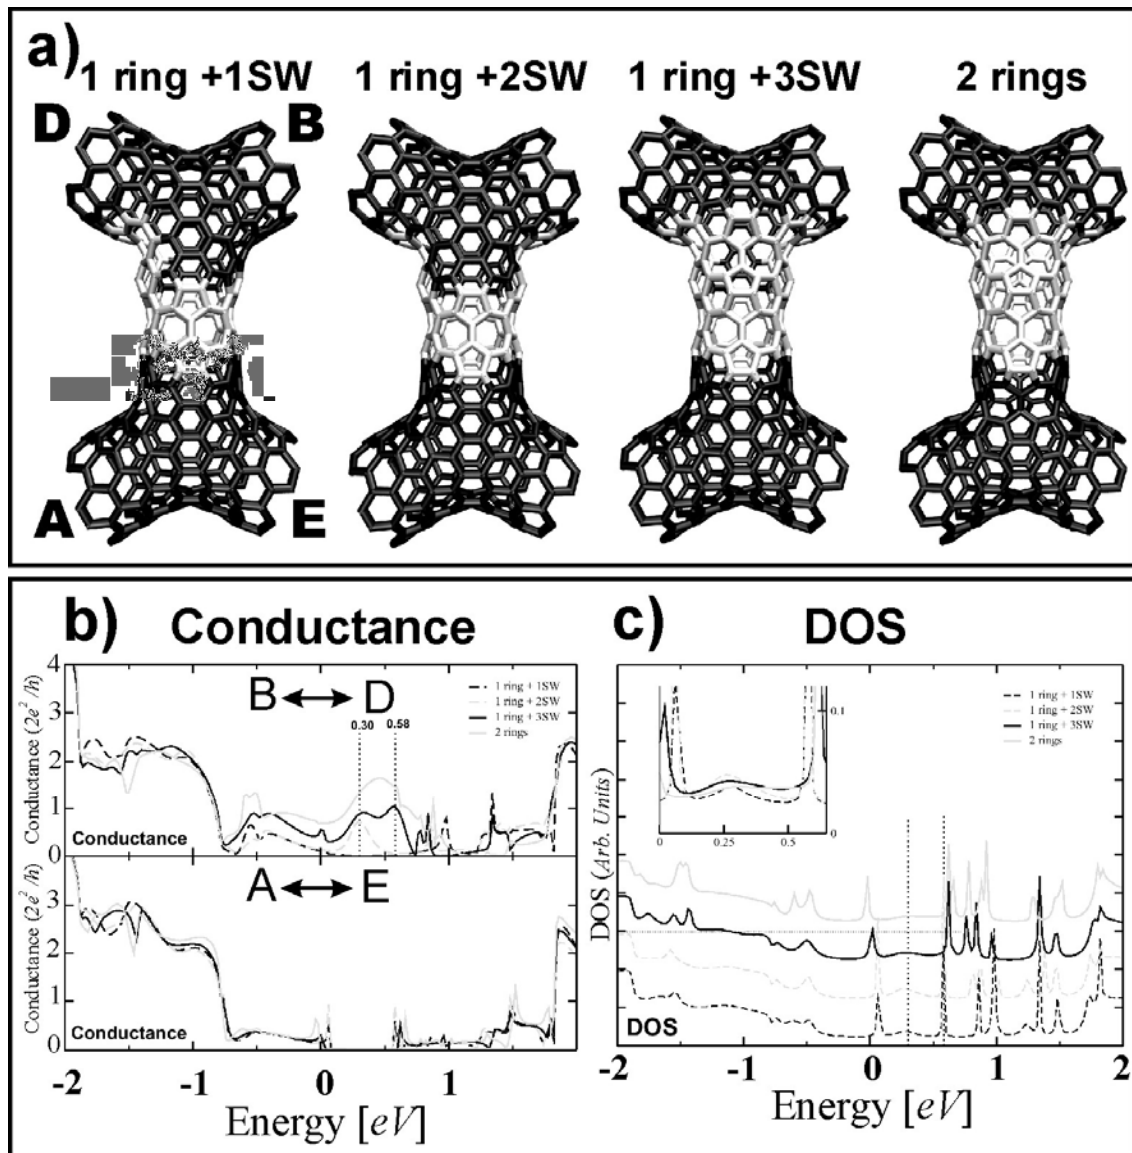 a)
1 ring +1SW 1 ring +2SW 1 ring +3SW 2 rings
D B
A E
b) Conductance
Conductance (2e²/h)
4
3
2
1
0
B D
0.30 0.58
1 ring + 1SW
1 ring + 2SW
1 ring + 3SW
2 rings
Conductance
Conductance (2e²/h)
3
2
1
0
A E
Conductance
-2 -1 0 1
Energy [eV]
c) DOS
DOS (Arb. Units)
1 ring + 1SW
1 ring + 2SW
1 ring + 3SW
2 rings
0.1
0
0 0.25 0.5
DOS
-2 -1 0 1 2
Energy [eV]